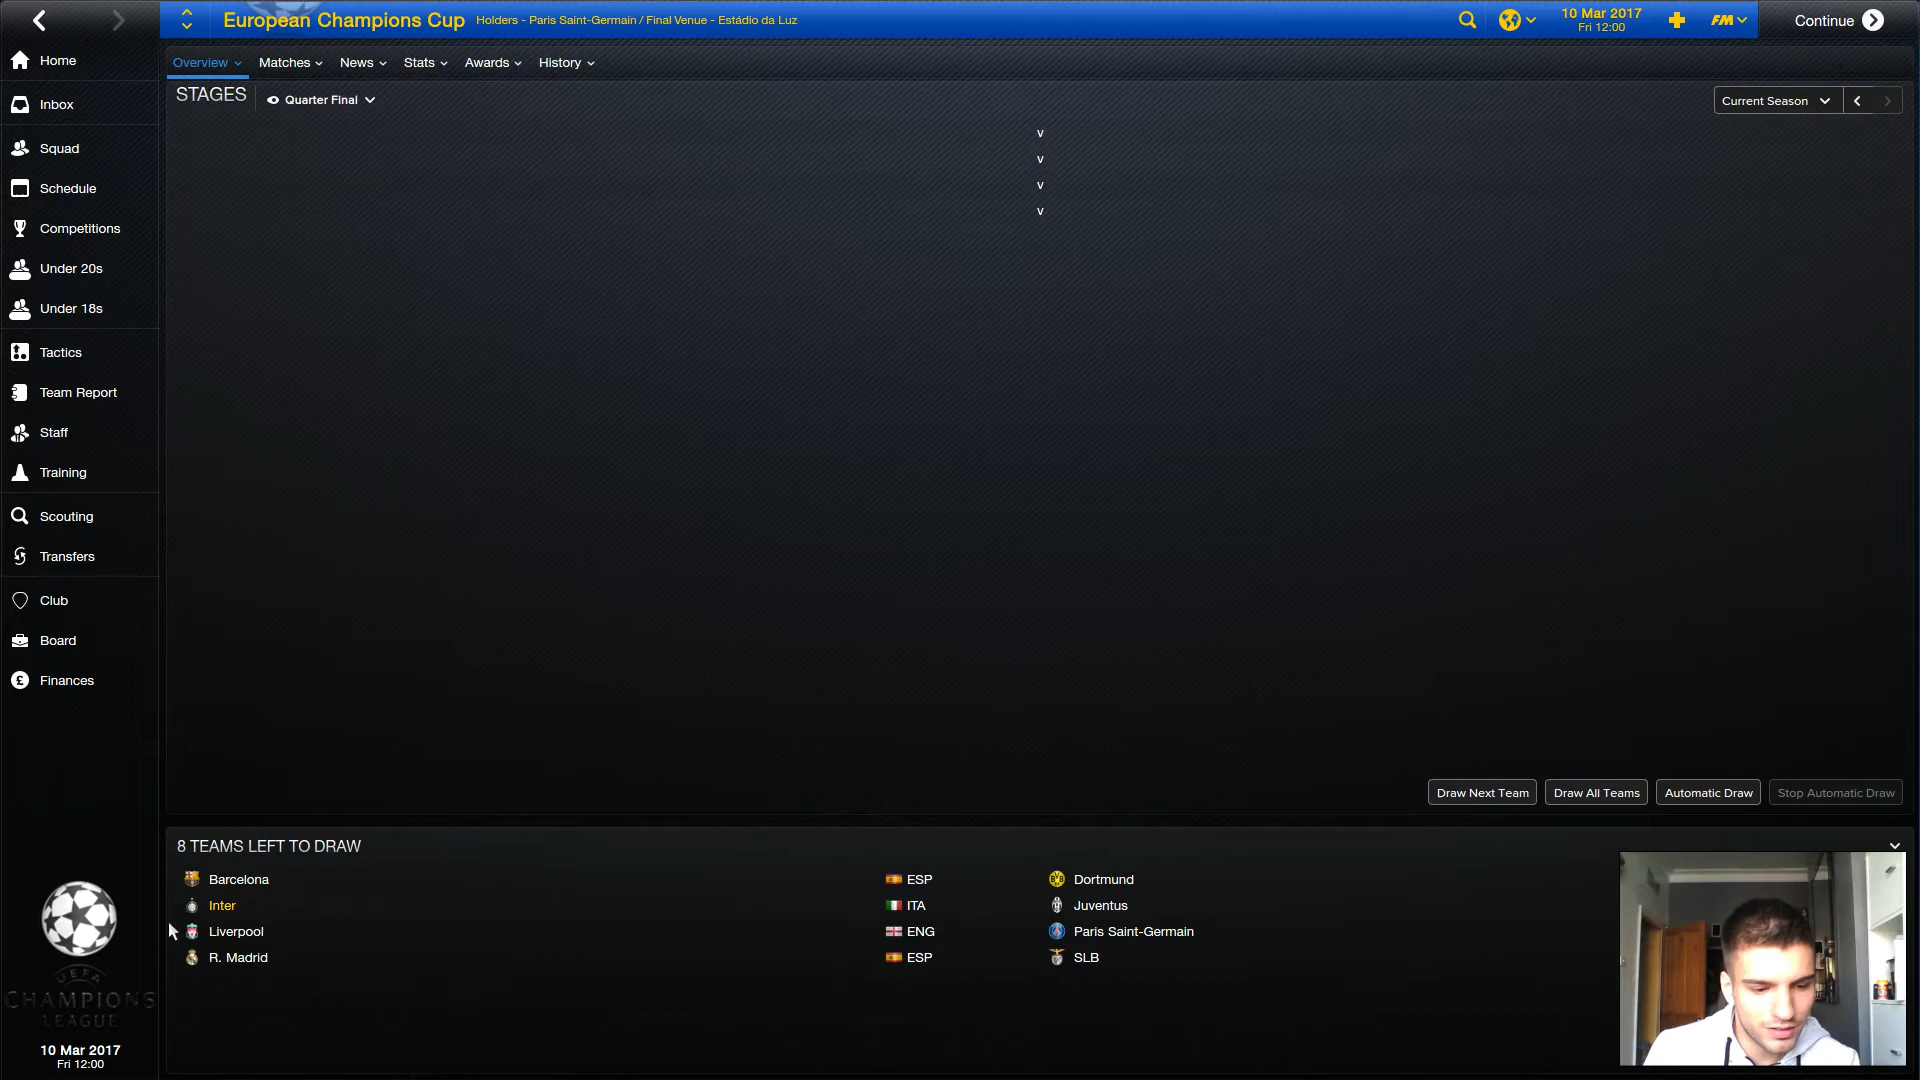 European Champions Cup
Holders - Paris Saint-Germain / Final Venue - Estádio da Luz
10 Mar 2017
Fri 12:00
FM
Continue
Home
Inbox
Squad
Schedule
Competitions
Under 20s
Under 18s
Tactics
Team Report
Staff
Training
Scouting
Transfers
Club
Board
Finances
Overview Matches News Stats Awards History
STAGES Quarter Final
Current Season
v
v
v
v
Draw Next Team Draw All Teams Automatic Draw Stop Automatic Draw
8 TEAMS LEFT TO DRAW
Barcelona ESP Dortmund
Inter ITA Juventus
Liverpool ENG Paris Saint-Germain
R. Madrid ESP SLB
UEFA
CHAMPIONS
LEAGUE
10 Mar 2017
Fri 12:00